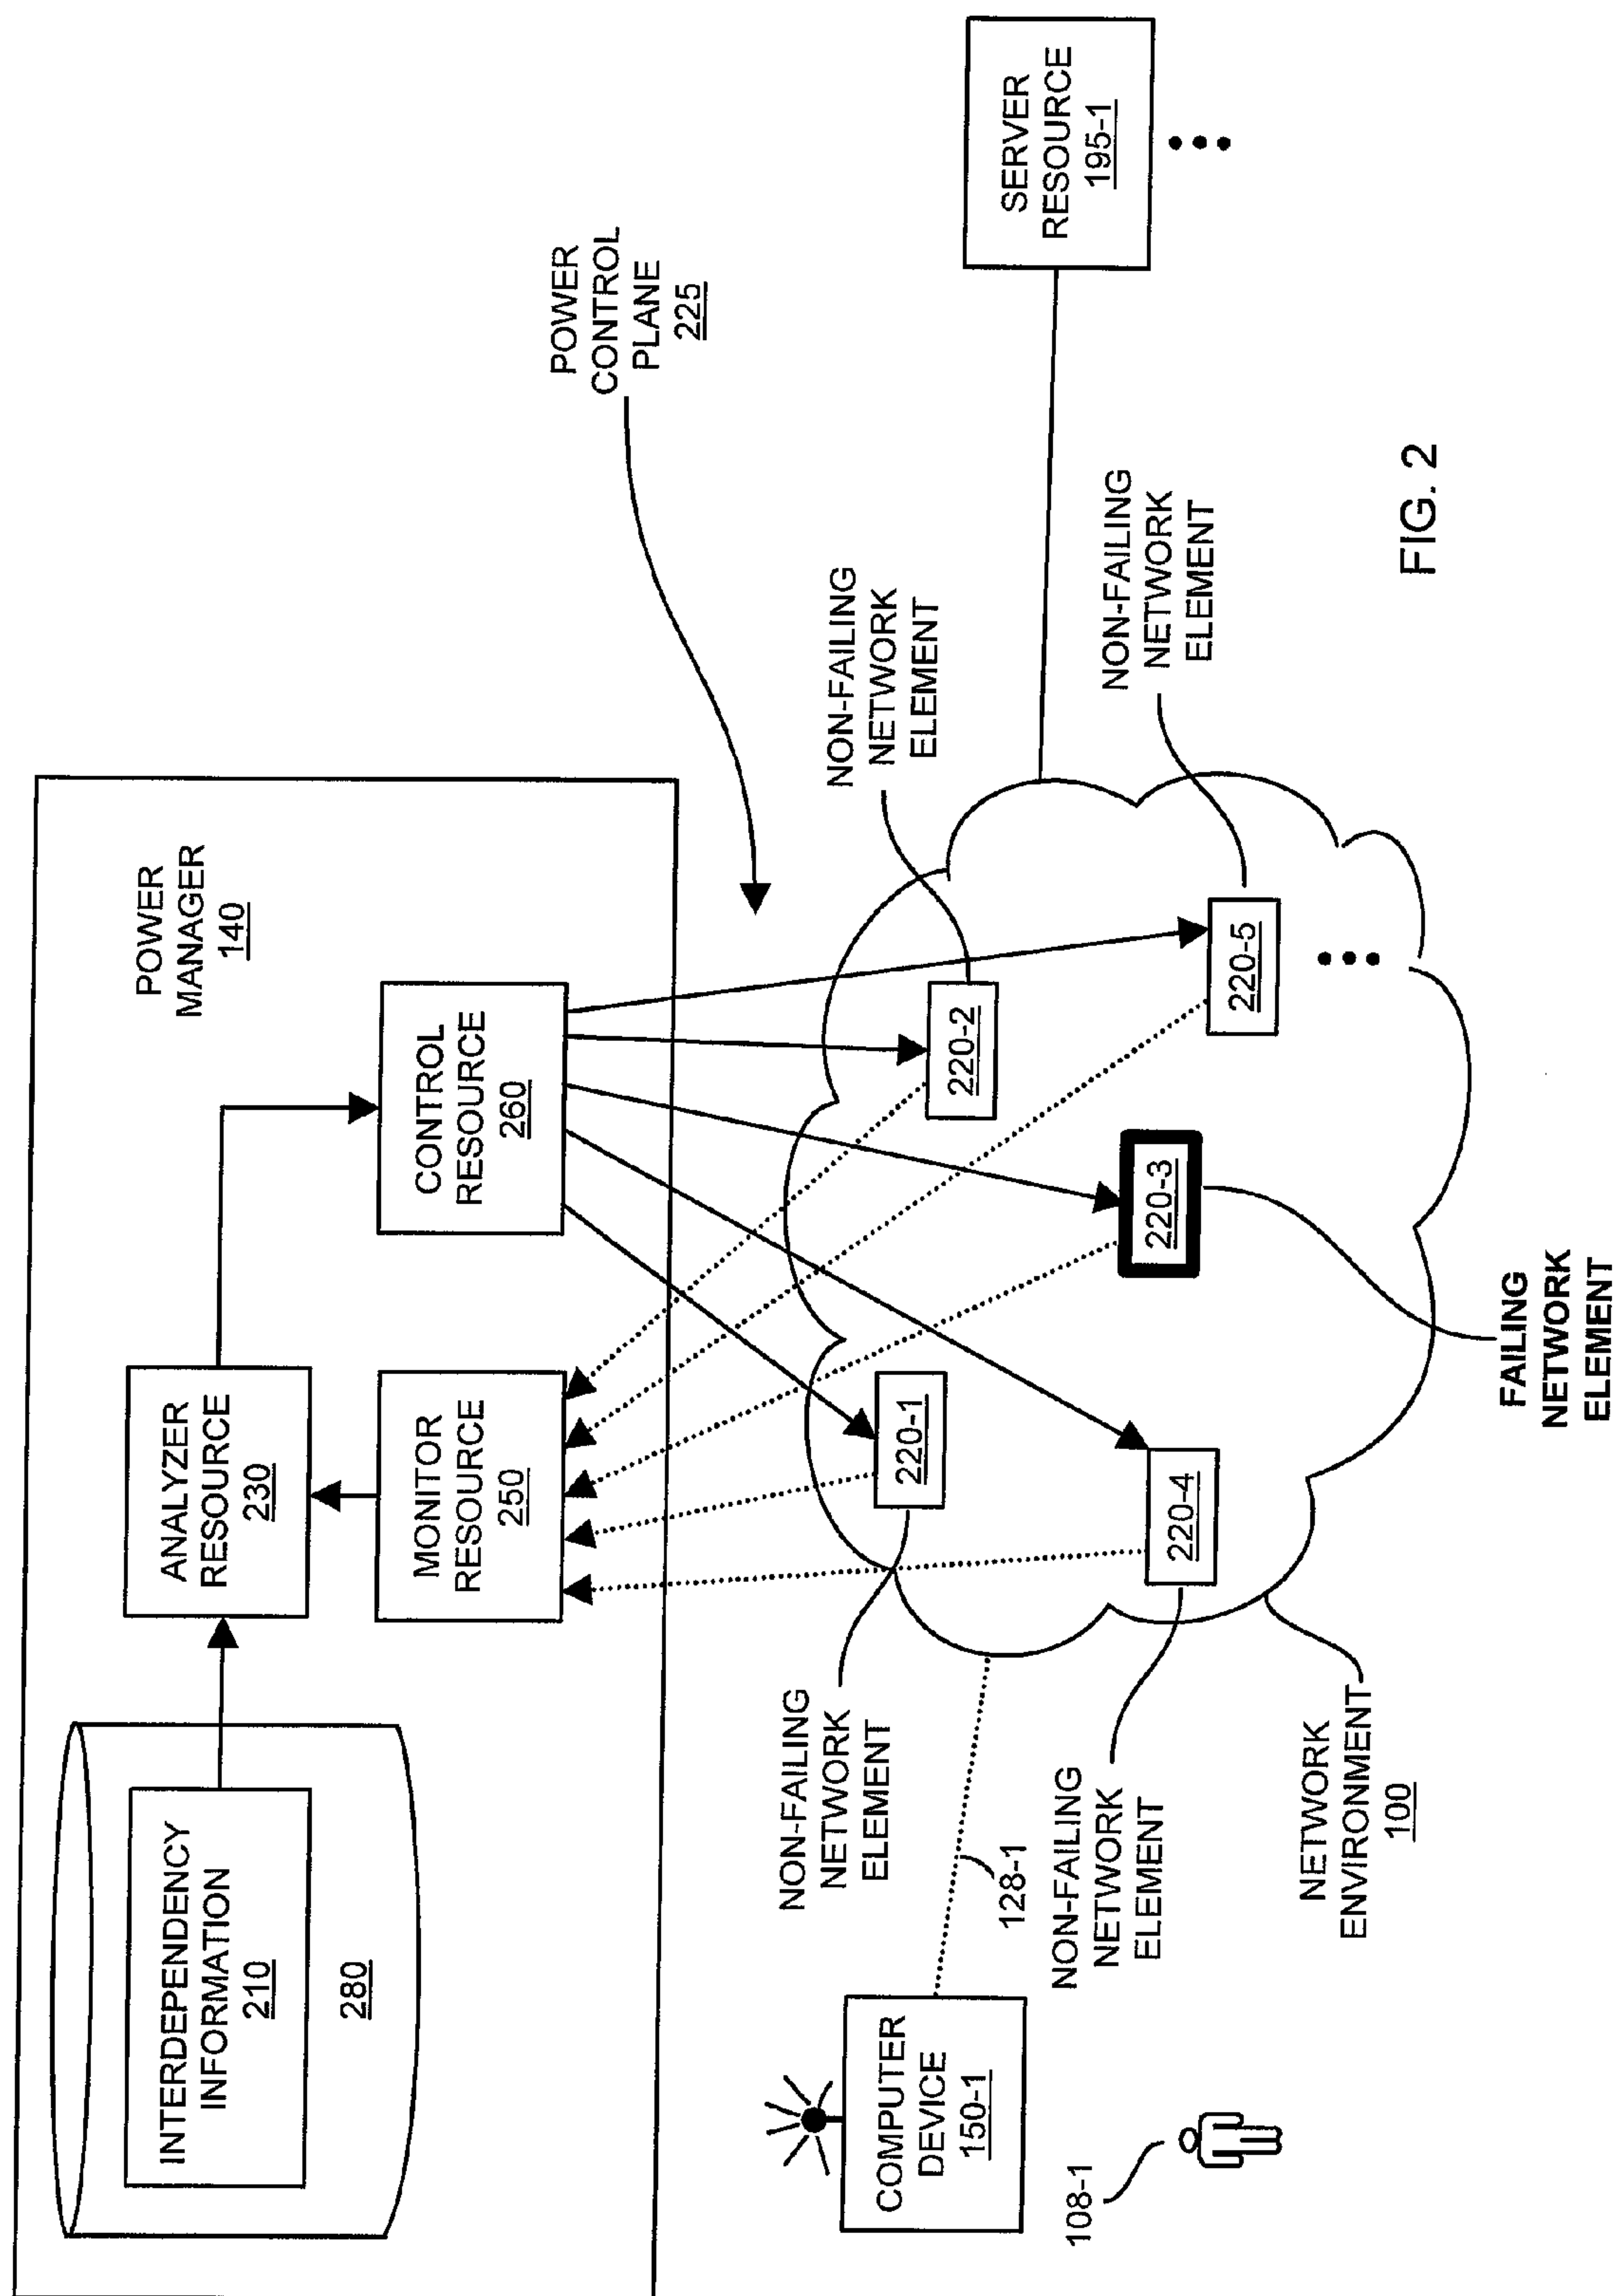 INTERDEPENDENCY
INFORMATION
210
280
ANALYZER
RESOURCE
230
MONITOR
RESOURCE
250
CONTROL
RESOURCE
260
POWER
MANAGER
140
POWER
CONTROL
PLANE
225
SERVER
RESOURCE
195-1
COMPUTER
DEVICE
150-1
108-1
128-1
NON-FAILING
NETWORK
ELEMENT
220-1
NON-FAILING
NETWORK
ELEMENT
220-2
NON-FAILING
NETWORK
ELEMENT
220-4
220-3
FAILING
NETWORK
ELEMENT
NON-FAILING
NETWORK
ELEMENT
220-5
NETWORK
ENVIRONMENT
100
FIG. 2